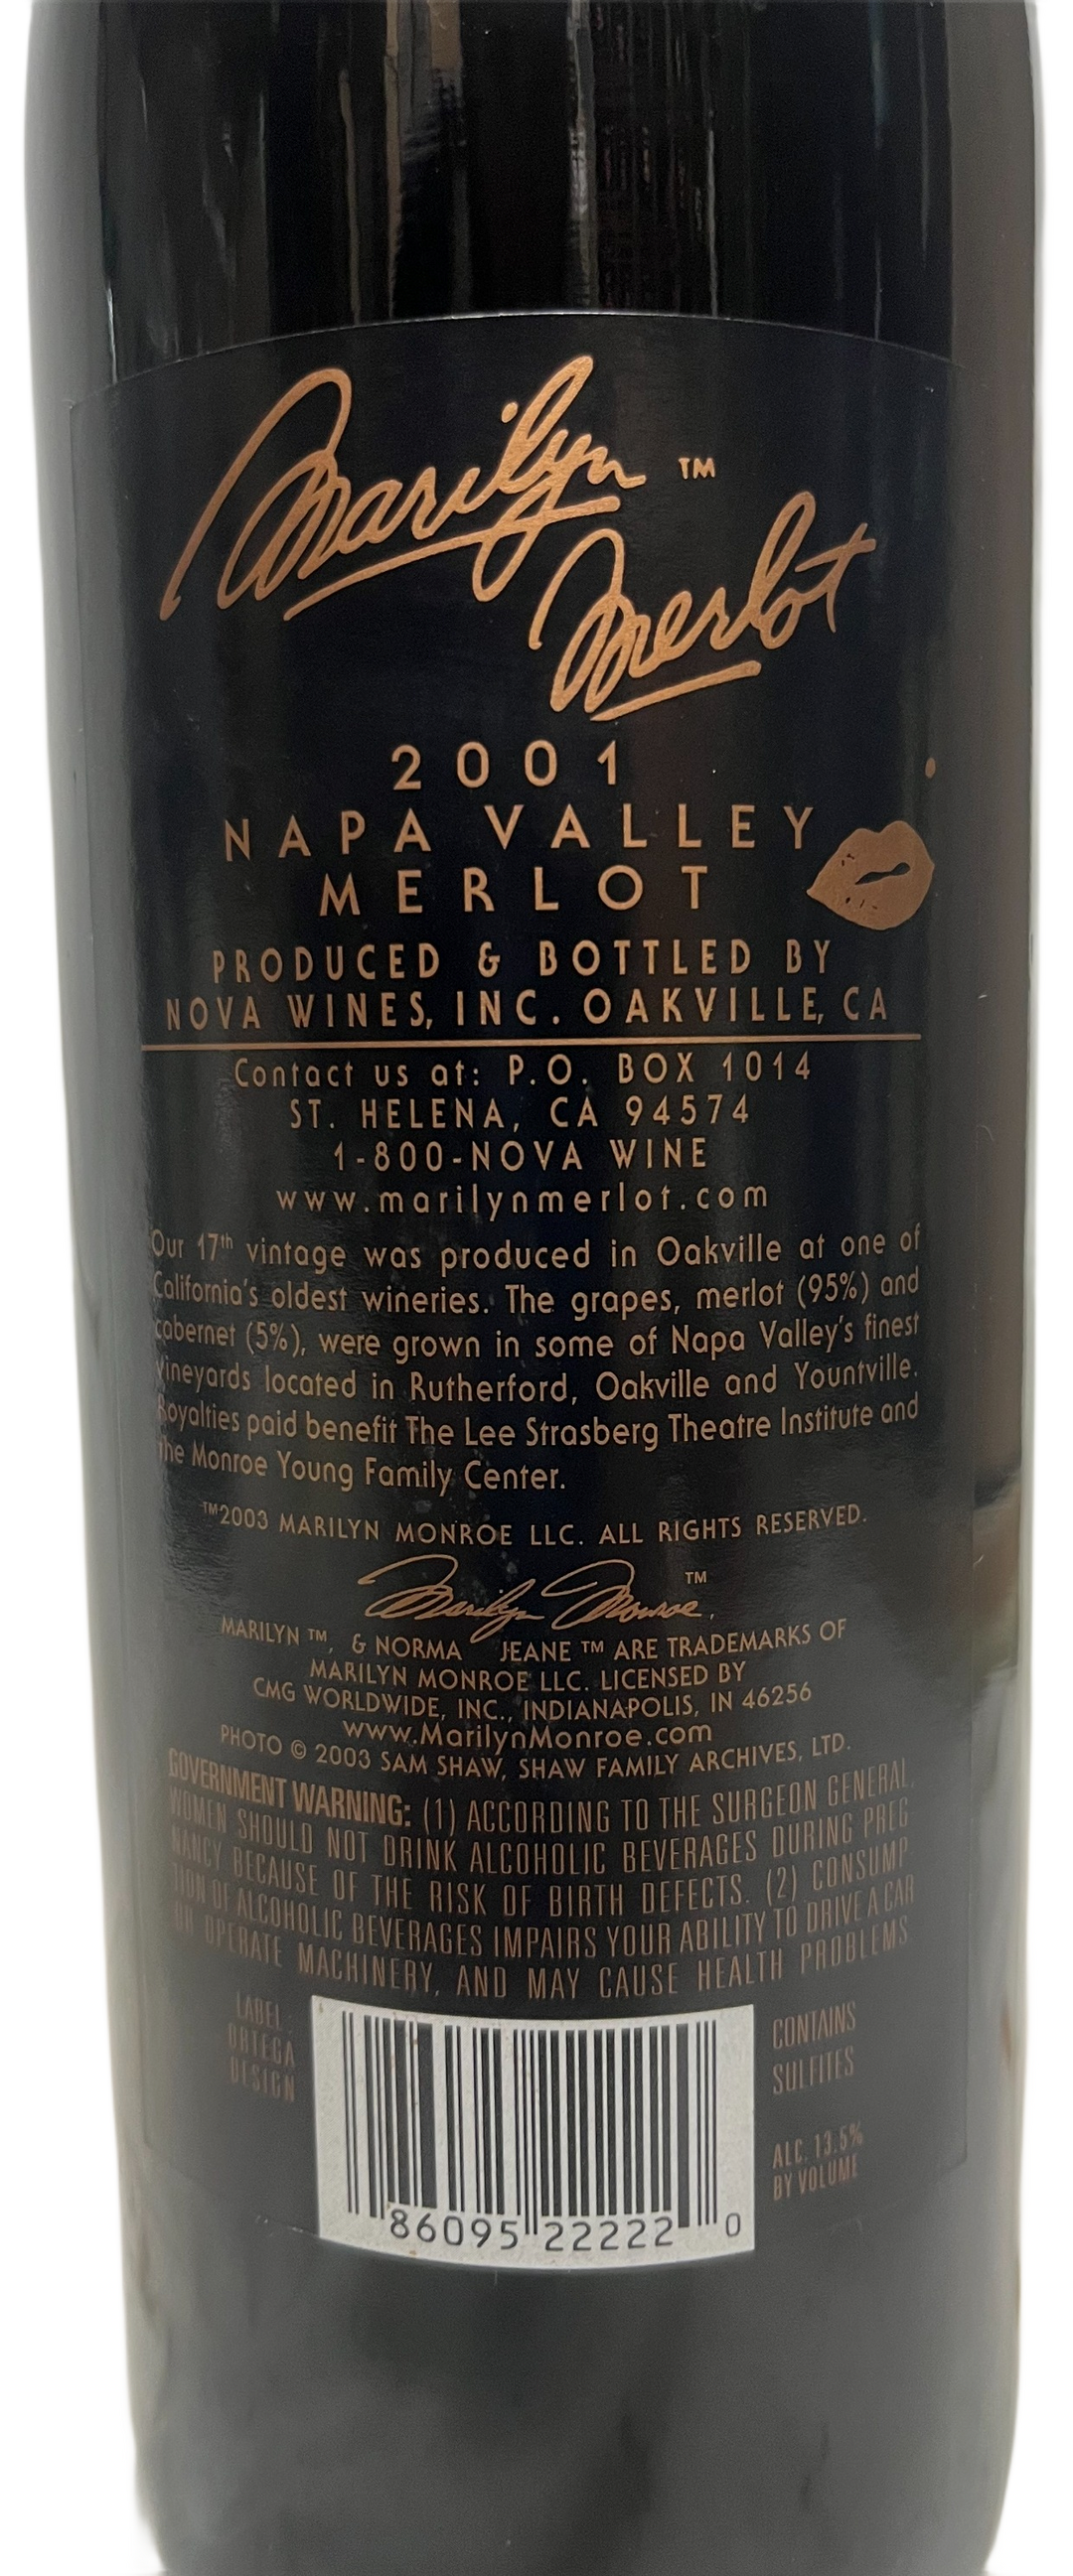 Marilyn ™
Merlot
2001
NAPA VALLEY
MERLOT
PRODUCED & BOTTLED BY
NOVA WINES, INC. OAKVILLE, CA
Contact us at: P.O. BOX 1014
ST. HELENA, CA 94574
1-800-NOVA WINE
www.marilynmerlot.com
Our 17th vintage was produced in Oakville at one of
California's oldest wineries. The grapes, merlot (95%) and
cabernet (5%), were grown in some of Napa Valley's finest
vineyards located in Rutherford, Oakville and Yountville.
Royalties paid benefit The Lee Strasberg Theatre Institute and
the Monroe Young Family Center.
™2003 MARILYN MONROE LLC. ALL RIGHTS RESERVED.
Marilyn Monroe ™,
MARILYN ™, & NORMA JEANE ™ ARE TRADEMARKS OF
MARILYN MONROE LLC. LICENSED BY
CMG WORLDWIDE, INC., INDIANAPOLIS, IN 46256
www.MarilynMonroe.com
PHOTO © 2003 SAM SHAW, SHAW FAMILY ARCHIVES, LTD.
GOVERNMENT WARNING: (1) ACCORDING TO THE SURGEON GENERAL,
WOMEN SHOULD NOT DRINK ALCOHOLIC BEVERAGES DURING PREG-
NANCY BECAUSE OF THE RISK OF BIRTH DEFECTS. (2) CONSUMP-
TION OF ALCOHOLIC BEVERAGES IMPAIRS YOUR ABILITY TO DRIVE A CAR
OR OPERATE MACHINERY, AND MAY CAUSE HEALTH PROBLEMS
LABEL:
ORTEGA
DESIGN
CONTAINS
SULFITES
ALC. 13.5%
BY VOLUME
86095 22222 0